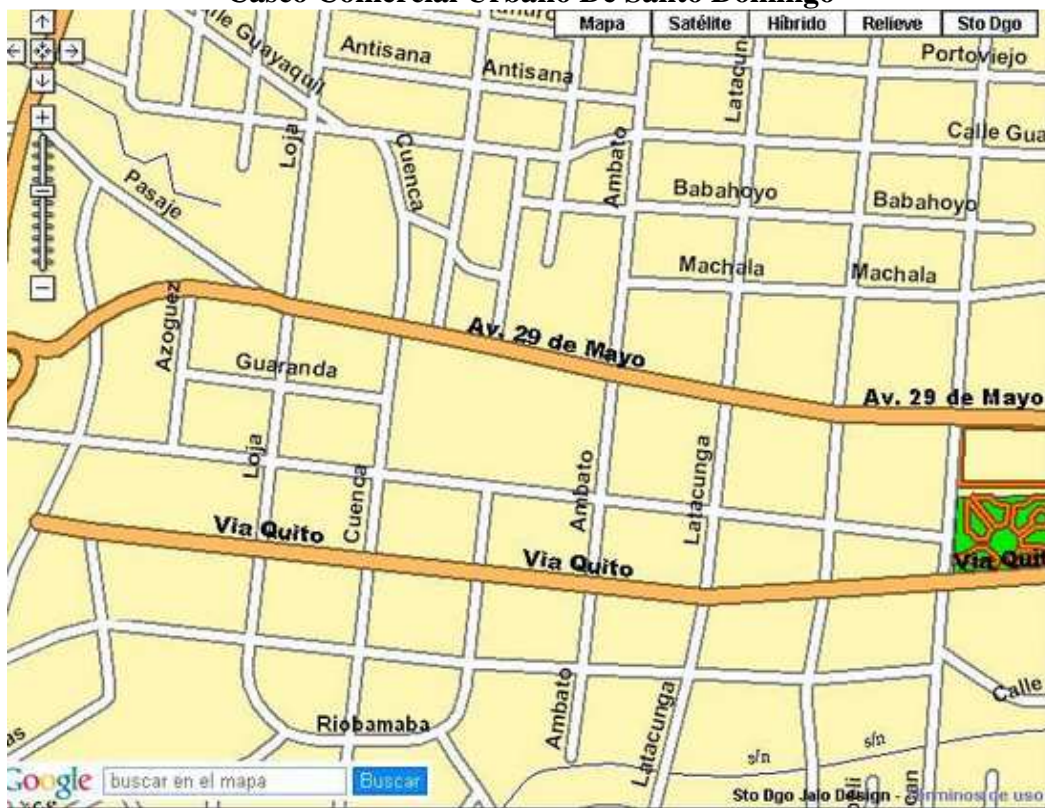 Casco Comercial Urbano De Santo Domingo
Mapa Satélite Híbrido Relieve Sto Dgo
Guayaquil
Antisana
Antisana
Latacun
Portoviejo
Loja
Cuenca
Ambato
Calle Gua
Pasaje
Babahoyo
Babahoyo
Machala
Machala
Azoguez
Av. 29 de Mayo
Guaranda
Av. 29 de Mayo
Loja
Cuenca
Ambato
Latacunga
Via Quito
Via Quito
Via Quit
Ambato
Latacunga
Calle
Riobamaba
s/n
s/n
as
Google buscar en el mapa Buscar
Sto Dgo Jalo Design - Términos de uso